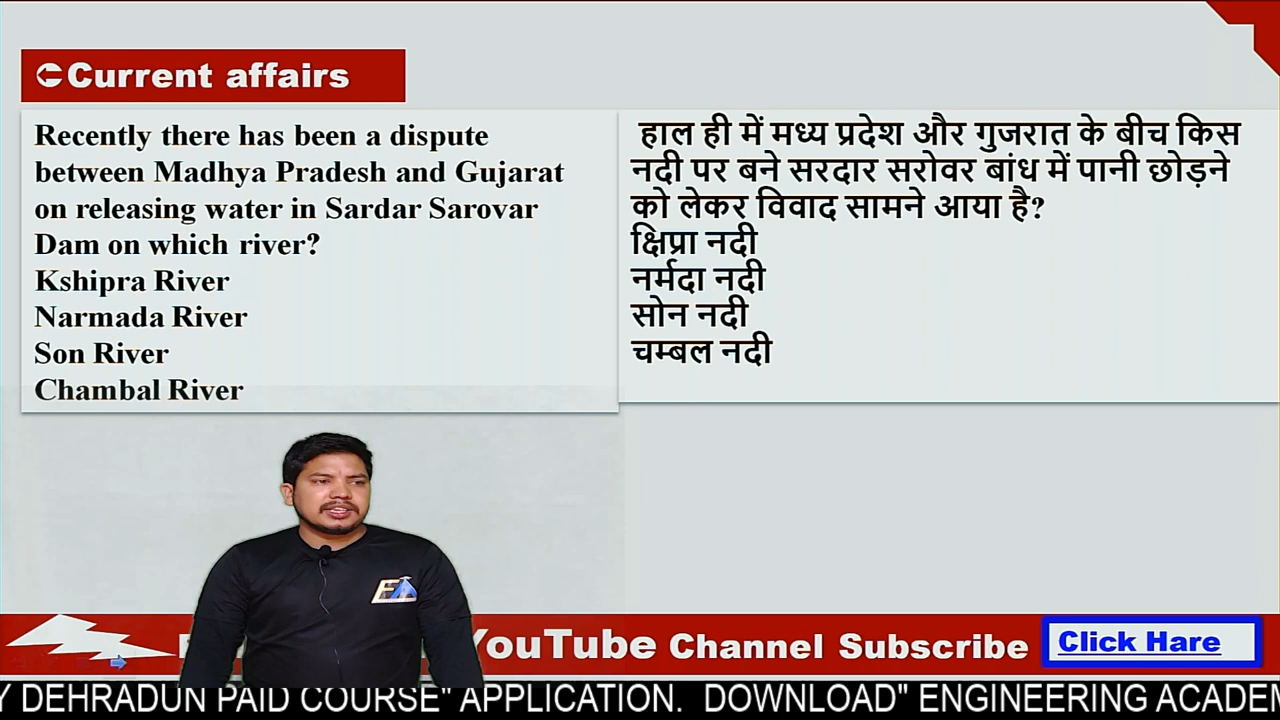 Current affairs
Recently there has been a dispute
between Madhya Pradesh and Gujarat
on releasing water in Sardar Sarovar
Dam on which river?
Kshipra River
Narmada River
Son River
Chambal River
हाल ही में मध्य प्रदेश और गुजरात के बीच किस
नदी पर बने सरदार सरोवर बांध में पानी छोड़ने
को लेकर विवाद सामने आया है?
क्षिप्रा नदी
नर्मदा नदी
सोन नदी
चम्बल नदी
EA
YouTube Channel Subscribe
Click Hare
Y DEHRADUN PAID COURSE" APPLICATION. DOWNLOAD" ENGINEERING ACADEM